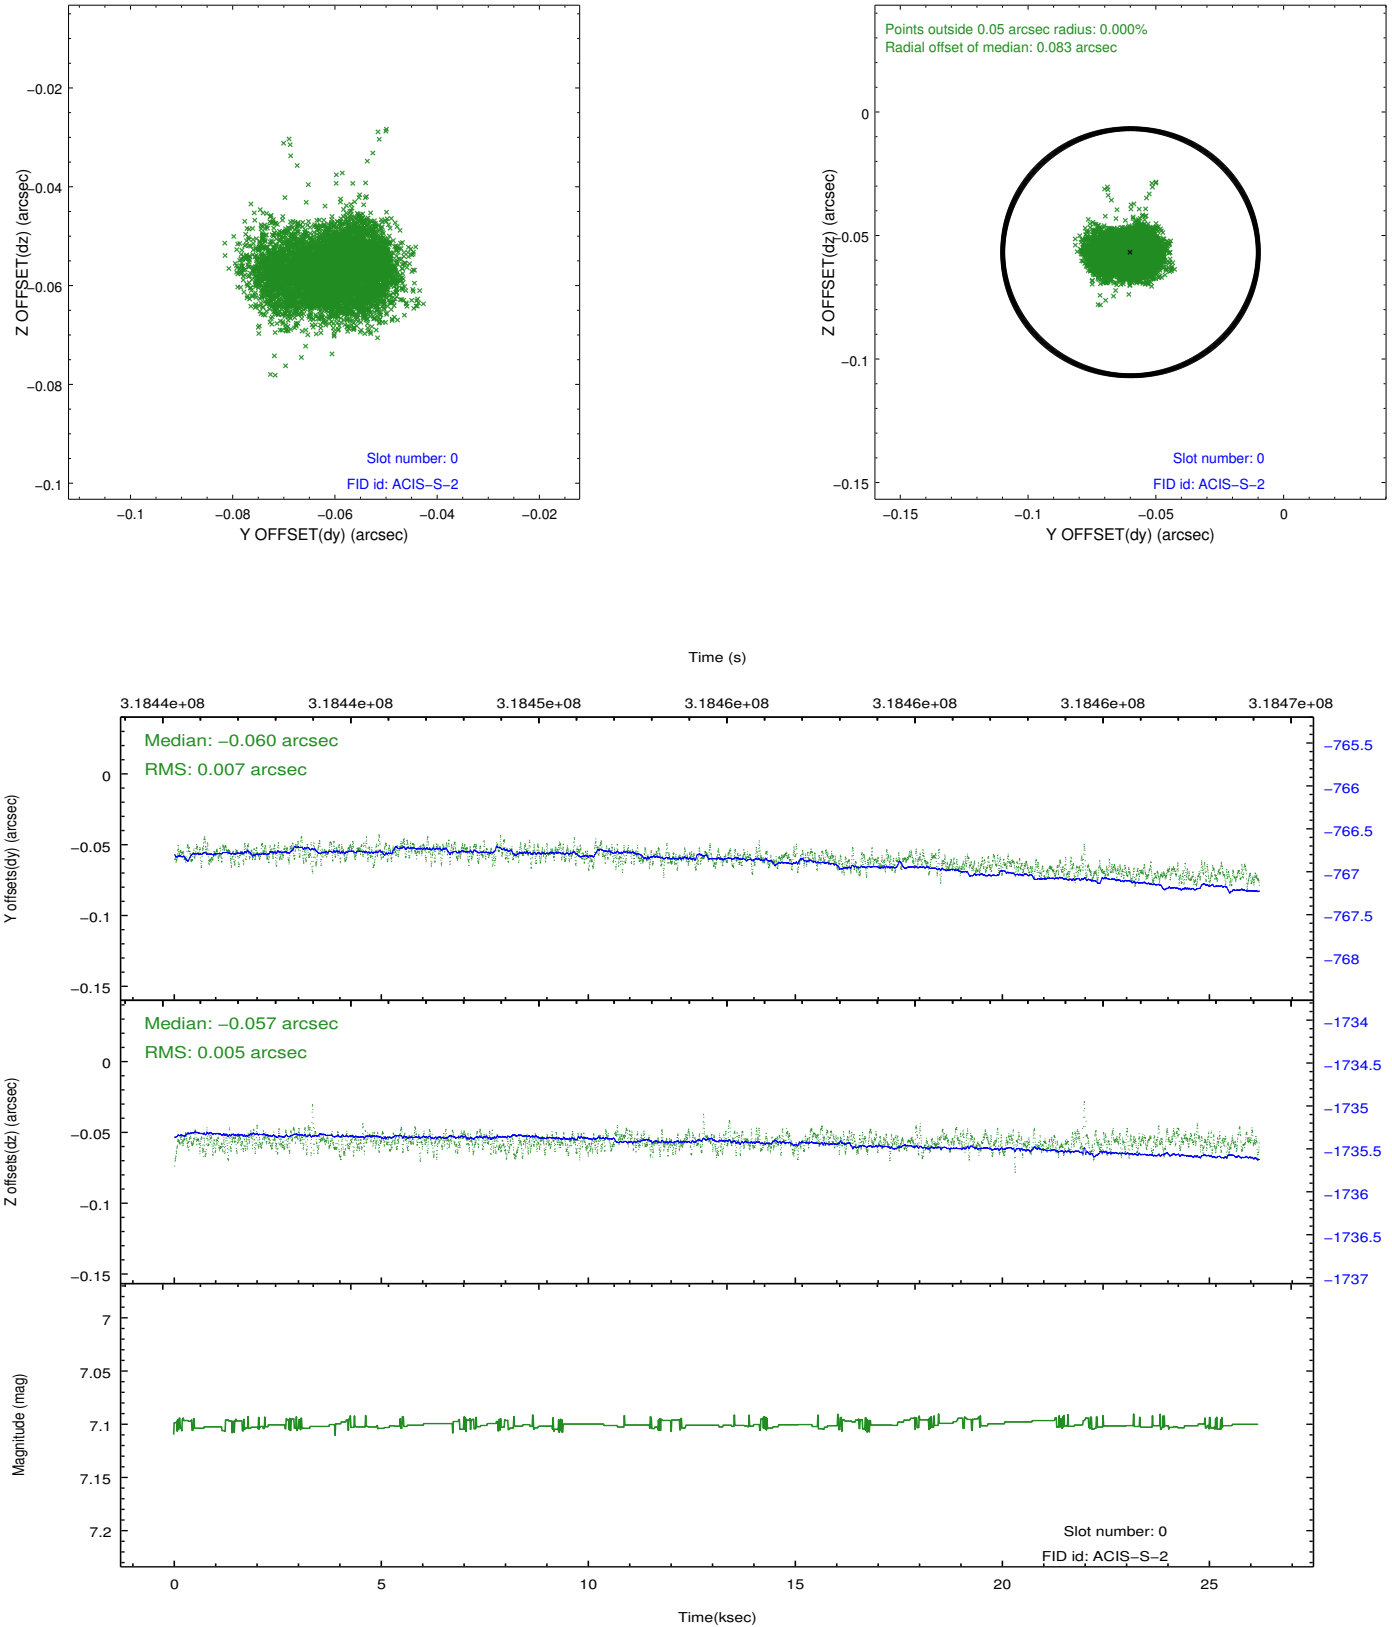 −0.02
−0.04
−0.06
−0.08
−0.1
Z OFFSET(dz) (arcsec)
Slot number: 0
FID id: ACIS−S−2
−0.1
−0.08
−0.06
−0.04
−0.02
Y OFFSET(dy) (arcsec)
Points outside 0.05 arcsec radius: 0.000%
Radial offset of median: 0.083 arcsec
0
−0.05
−0.1
−0.15
Z OFFSET(dz) (arcsec)
Slot number: 0
FID id: ACIS−S−2
−0.15
−0.1
−0.05
0
Y OFFSET(dy) (arcsec)
Time (s)
3.1844e+08
3.1844e+08
3.1845e+08
3.1846e+08
3.1846e+08
3.1846e+08
3.1847e+08
Median: −0.060 arcsec
RMS: 0.007 arcsec
0
−0.05
−0.1
−0.15
Y offsets(dy) (arcsec)
−765.5
−766
−766.5
−767
−767.5
−768
Median: −0.057 arcsec
RMS: 0.005 arcsec
0
−0.05
−0.1
−0.15
Z offsets(dz) (arcsec)
−1734
−1734.5
−1735
−1735.5
−1736
−1736.5
−1737
7
7.05
7.1
7.15
7.2
Magnitude (mag)
Slot number: 0
FID id: ACIS−S−2
0
5
10
15
20
25
Time(ksec)